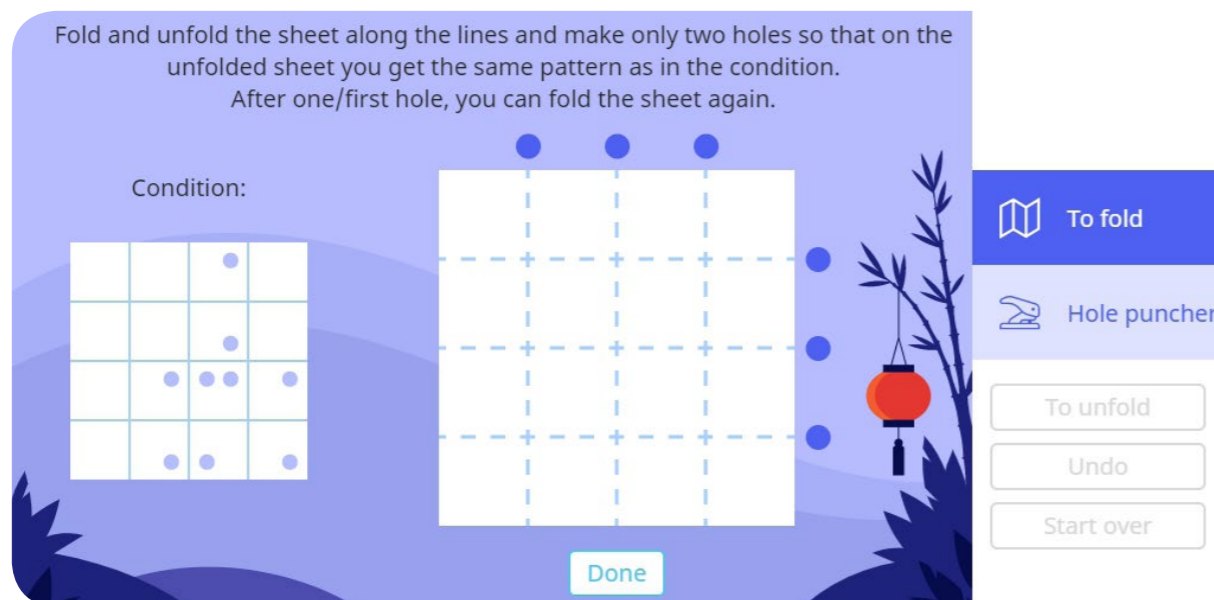 Fold and unfold the sheet along the lines and make only two holes so that on the
unfolded sheet you get the same pattern as in the condition.
After one/first hole, you can fold the sheet again.
Condition:
To fold
Hole puncher
To unfold
Undo
Start over
Done